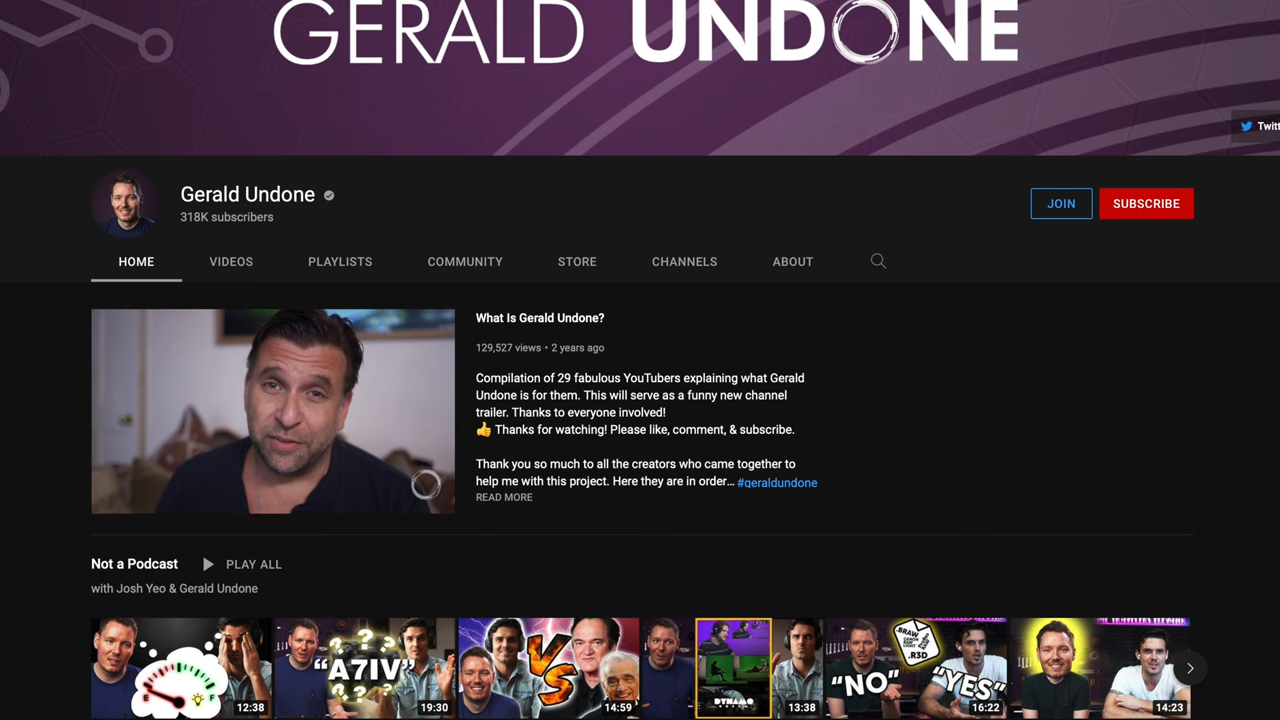 GERALD UNDONE
Gerald Undone
318K subscribers
JOIN
SUBSCRIBE
HOME
VIDEOS
PLAYLISTS
COMMUNITY
STORE
CHANNELS
ABOUT
What Is Gerald Undone?
129,527 views • 2 years ago
Compilation of 29 fabulous YouTubers explaining what Gerald
Undone is for them. This will serve as a funny new channel
trailer. Thanks to everyone involved!
👍 Thanks for watching! Please like, comment, & subscribe.
Thank you so much to all the creators who came together to
help me with this project. Here they are in order... #geraldundone
READ MORE
Not a Podcast
PLAY ALL
with Josh Yeo & Gerald Undone
12:38
???
"A7IV"
??
19:30
VS
14:59
DYNAMO
13:38
.BRAW
.R3D
"NO"
"YES"
16:22
14:23